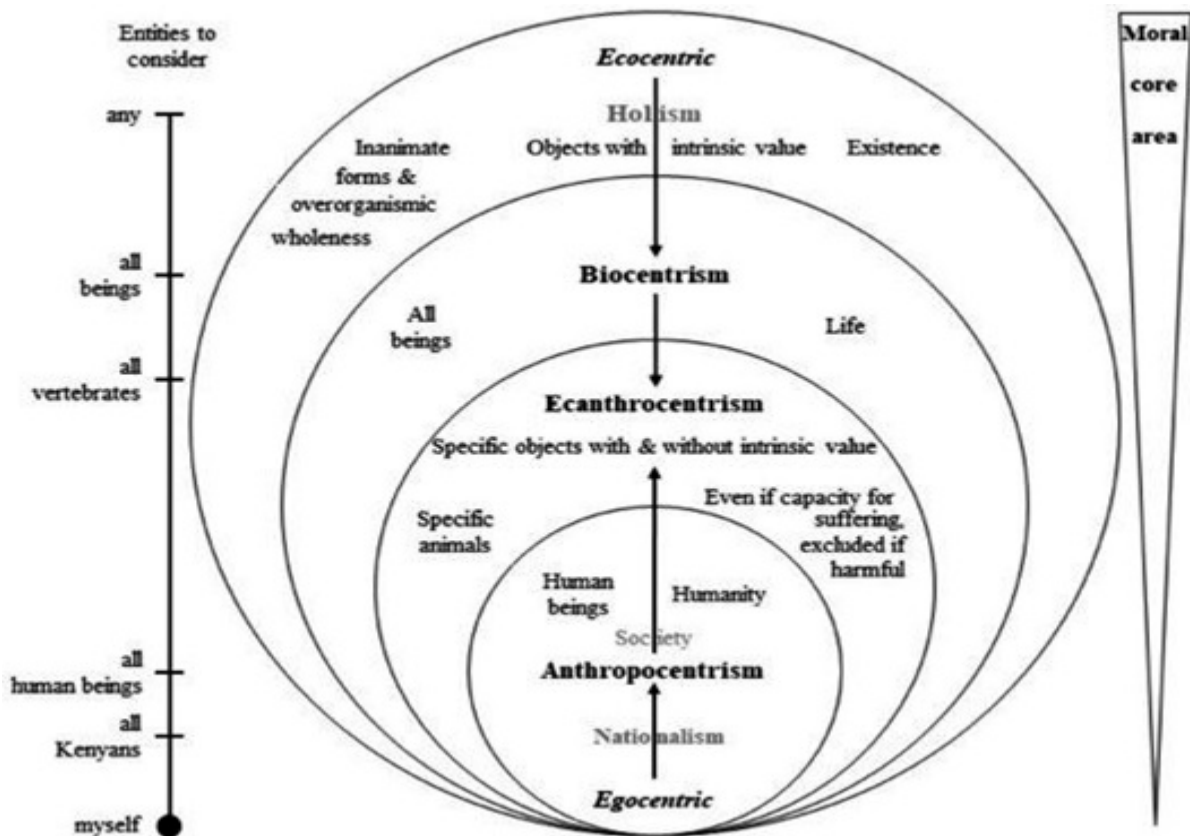 Entities to
consider
any
all
beings
all
vertebrates
all
human beings
all
Kenyans
myself
Ecocentric
Holism
Inanimate
forms &
overorganismic
wholeness
Objects with intrinsic value
Existence
Biocentrism
All
beings
Life
Ecanthrocentrism
Specific objects with & without intrinsic value
Specific
animals
Even if capacity for
suffering,
excluded if
harmful
Human
beings
Humanity
Society
Anthropocentrism
Nationalism
Egocentric
Moral
core
area